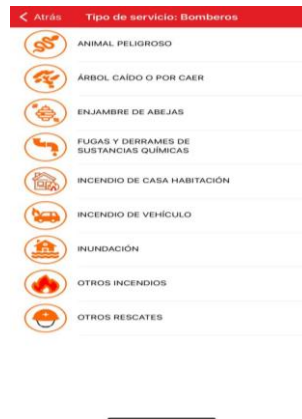 Atrás Tipo de servicio: Bomberos
ANIMAL PELIGROSO
ÁRBOL CAÍDO O POR CAER
ENJAMBRE DE ABEJAS
FUGAS Y DERRAMES DE
SUSTANCIAS QUÍMICAS
INCENDIO DE CASA HABITACIÓN
INCENDIO DE VEHÍCULO
INUNDACIÓN
OTROS INCENDIOS
OTROS RESCATES